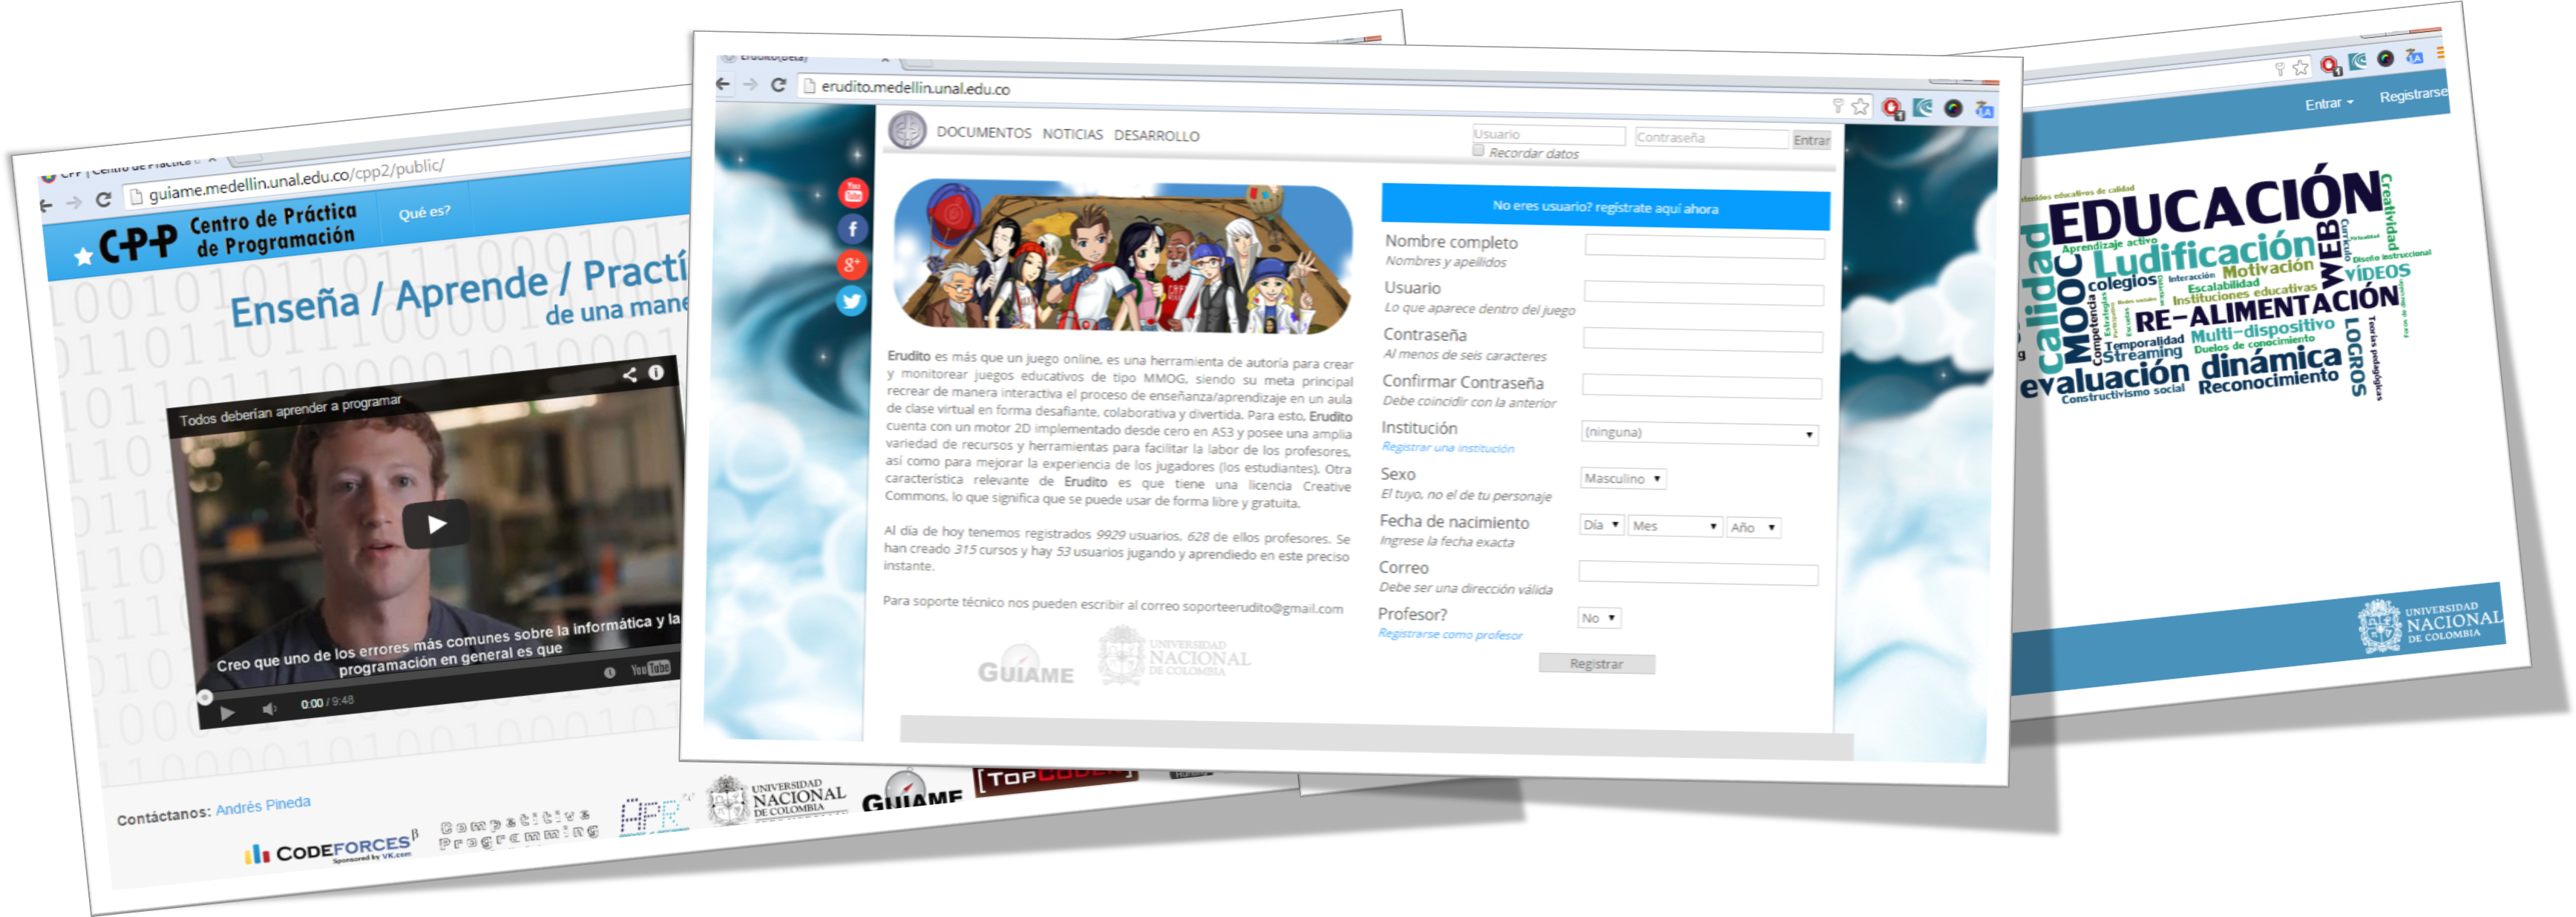 CPP | Centro de Práctica
guiame.medellin.unal.edu.co/cpp2/public/
CPP Centro de Práctica
de Programación
Qué es?
Enseña / Aprende / Practí
de una mane
Todos deberían aprender a programar
Creo que uno de los errores más comunes sobre la informática y la
programación en general es que
0:00 / 9:48
YouTube
Contáctanos: Andrés Pineda
CODEFORCES β
Sponsored by VK.com
Competitive
Programming
UNIVERSIDAD
NACIONAL
DE COLOMBIA
GUIAME
[TOPCODER]
Erudito(Beta)
erudito.medellin.unal.edu.co
DOCUMENTOS NOTICIAS DESARROLLO
Usuario
Contraseña
Entrar
Recordar datos
You
Tube
f
g+
Erudito es más que un juego online, es una herramienta de autoría para crear
y monitorear juegos educativos de tipo MMOG, siendo su meta principal
recrear de manera interactiva el proceso de enseñanza/aprendizaje en un aula
de clase virtual en forma desafiante, colaborativa y divertida. Para esto, Erudito
cuenta con un motor 2D implementado desde cero en AS3 y posee una amplia
variedad de recursos y herramientas para facilitar la labor de los profesores,
así como para mejorar la experiencia de los jugadores (los estudiantes). Otra
característica relevante de Erudito es que tiene una licencia Creative
Commons, lo que significa que se puede usar de forma libre y gratuita.
Al día de hoy tenemos registrados 9929 usuarios, 628 de ellos profesores. Se
han creado 315 cursos y hay 53 usuarios jugando y aprendiedo en este preciso
instante.
Para soporte técnico nos pueden escribir al correo soporteerudito@gmail.com
GUIAME
UNIVERSIDAD
NACIONAL
DE COLOMBIA
No eres usuario? regístrate aquí ahora
Nombre completo
Nombres y apellidos
Usuario
Lo que aparece dentro del juego
Contraseña
Al menos de seis caracteres
Confirmar Contraseña
Debe coincidir con la anterior
Institución
(ninguna)
Registrar una institución
Sexo
Masculino
El tuyo, no el de tu personaje
Fecha de nacimiento
Día Mes Año
Ingrese la fecha exacta
Correo
Debe ser una dirección válida
Profesor?
No
Registrarse como profesor
Registrar
Entrar Registrarse
EDUCACIÓN
Creatividad
calidad
Aprendizaje activo
Ludificación
WEB
MOOC
colegios
Interacción
Motivación
VÍDEOS
Diseño instruccional
Escalabilidad
Instituciones educativas
Competencia
Estrategias
RE-ALIMENTACIÓN
Temporalidad
Multi-dispositivo
Streaming
Duelos de conocimiento
LOGROS
Teorías pedagógicas
evaluación dinámica
Constructivismo social
Reconocimiento
UNIVERSIDAD
NACIONAL
DE COLOMBIA